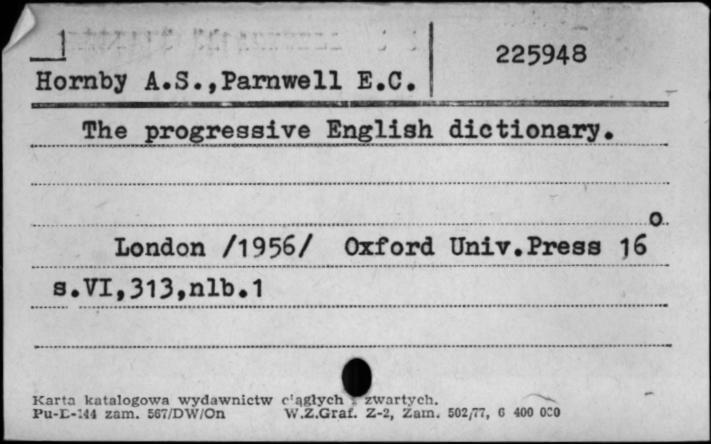 225948
Hornby A.S.,Parnwell E.C.
The progressive English dictionary.
London /1956/ Oxford Univ.Press 16°
s.VI,313,nlb.1
Karta katalogowa wydawnictw ciągłych i zwartych.
Pu-D-144 zam. 567/DW/On W.Z.Graf. Z-2, Zam. 502/77, 6 400 000